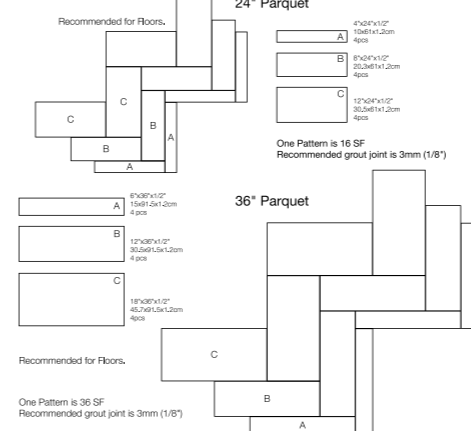 24" Parquet
Recommended for Floors.
A
4"x24"x1/2"
10x61x1.2cm
4pcs
B
8"x24"x1/2"
20.3x61x1.2cm
4pcs
C
12"x24"x1/2"
30.5x61x1.2cm
4pcs
C
C
B
A
B
A
One Pattern is 16 SF
Recommended grout joint is 3mm (1/8")
36" Parquet
A
6"x36"x1/2"
15x91.5x1.2cm
4 pcs
B
12"x36"x1/2"
30.5x91.5x1.2cm
4 pcs
C
18"x36"x1/2"
45.7x91.5x1.2cm
4pcs
C
B
A
Recommended for Floors.
One Pattern is 36 SF
Recommended grout joint is 3mm (1/8")